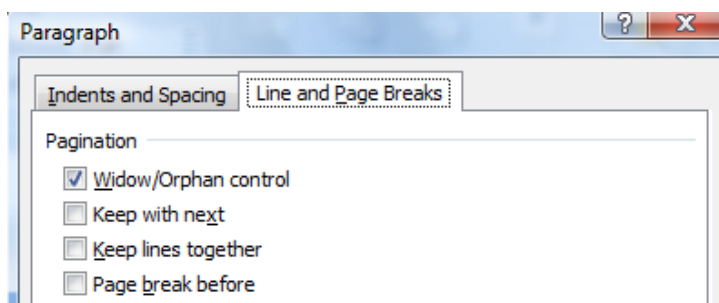 Paragraph
Indents and Spacing Line and Page Breaks
Pagination
Widow/Orphan control
Keep with next
Keep lines together
Page break before